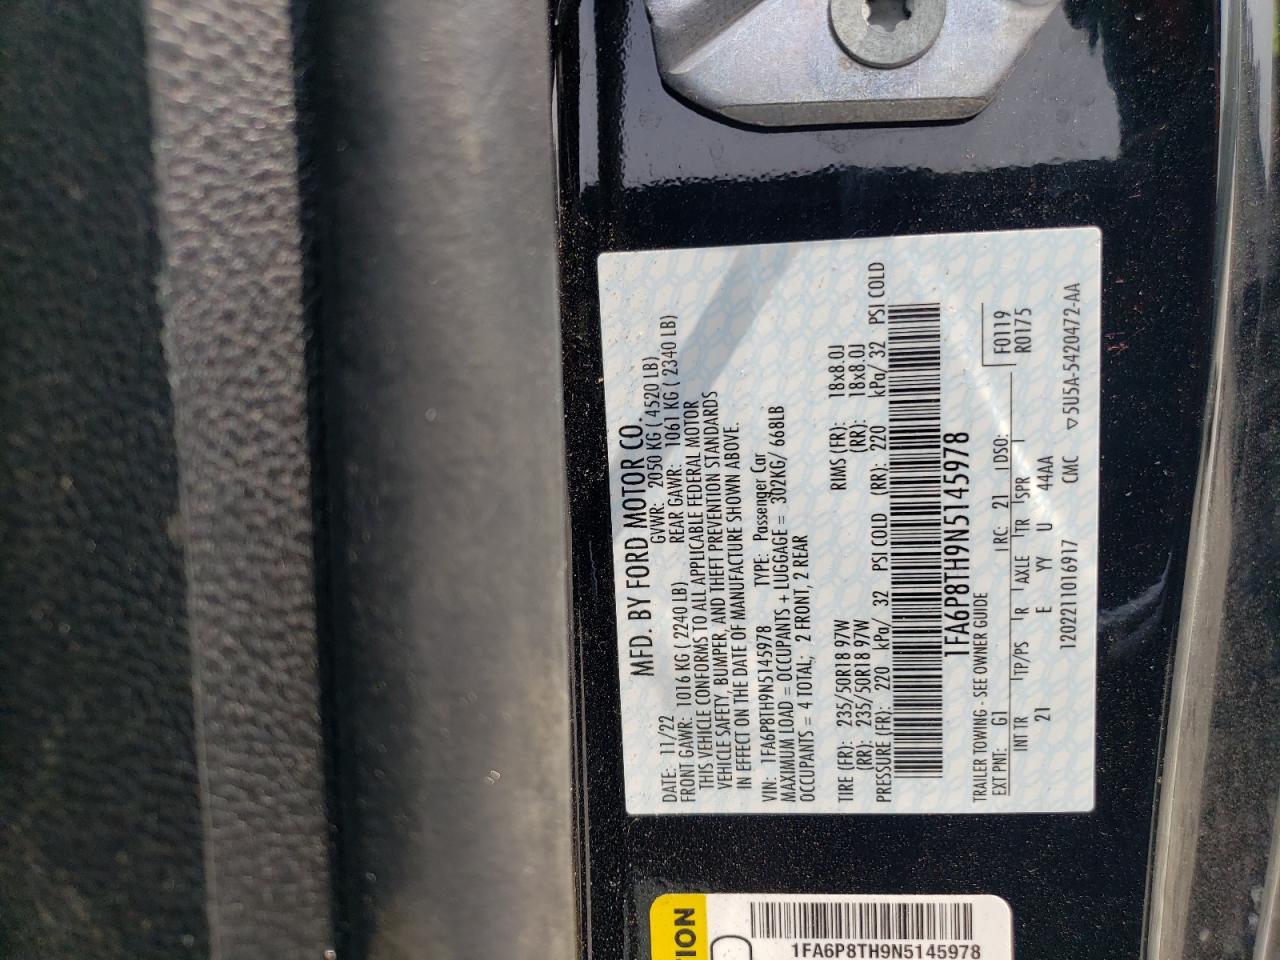 MFD. BY FORD MOTOR CO.
DATE: 11/22 GVWR: 2050 KG ( 4520 LB)
FRONT GAWR: 1016 KG ( 2240 LB) REAR GAWR: 1061 KG ( 2340 LB)
THIS VEHICLE CONFORMS TO ALL APPLICABLE FEDERAL MOTOR
VEHICLE SAFETY, BUMPER, AND THEFT PREVENTION STANDARDS
IN EFFECT ON THE DATE OF MANUFACTURE SHOWN ABOVE.
VIN: 1FA6P8TH9N5145978 TYPE: Passenger Car
MAXIMUM LOAD = OCCUPANTS + LUGGAGE = 302KG/ 668LB
OCCUPANTS = 4 TOTAL; 2 FRONT, 2 REAR
TIRE (FR): 235/50R18 97W RIMS (FR): 18x8.0J
(RR): 235/50R18 97W (RR): 18x8.0J
PRESSURE (FR): 220 kPa/ 32 PSI COLD (RR): 220 kPa/ 32 PSI COLD
1FA6P8TH9N5145978
TRAILER TOWING - SEE OWNER GUIDE F0119
EXT PNT: G1 RC: 21 DSO: R0175
INT TR TP/PS R AXLE TR SPR
21 E YY U 44AA
120221101 6917 CMC ▽5U5A-5420472-AA
TION
1FA6P8TH9N5145978